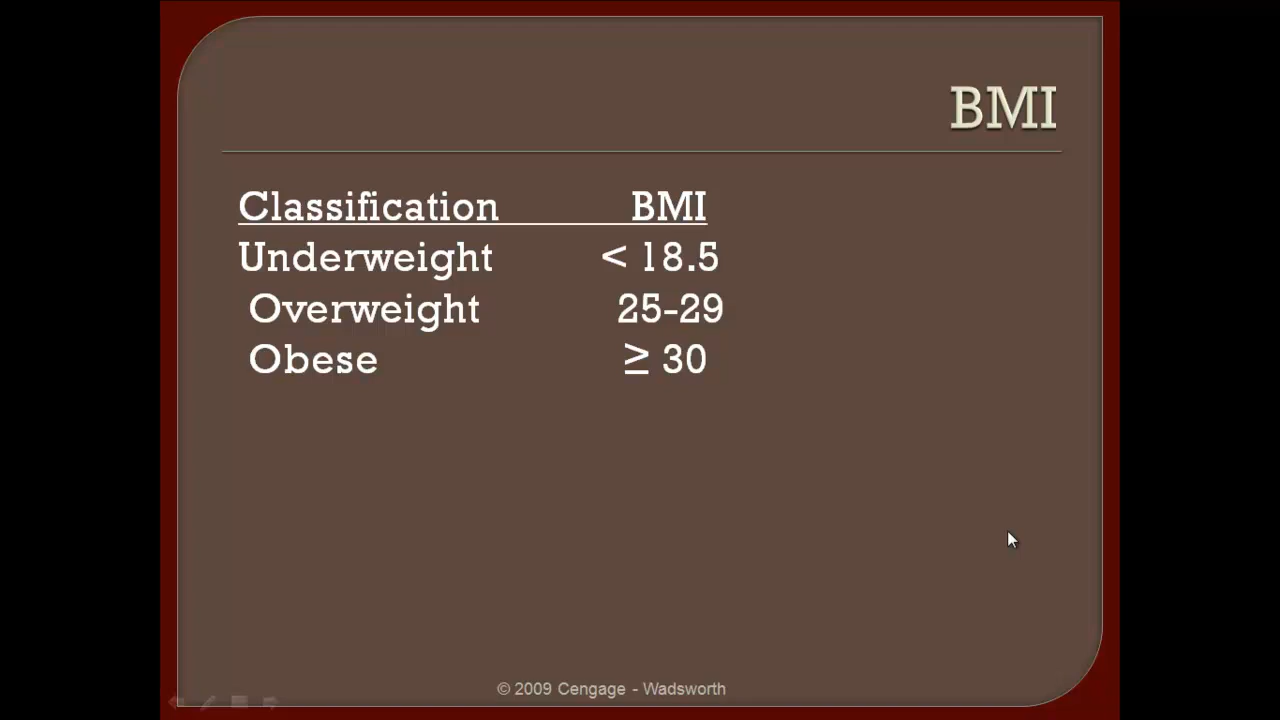 BMI
Classification BMI
Underweight < 18.5
Overweight 25-29
Obese ≥ 30
© 2009 Cengage - Wadsworth